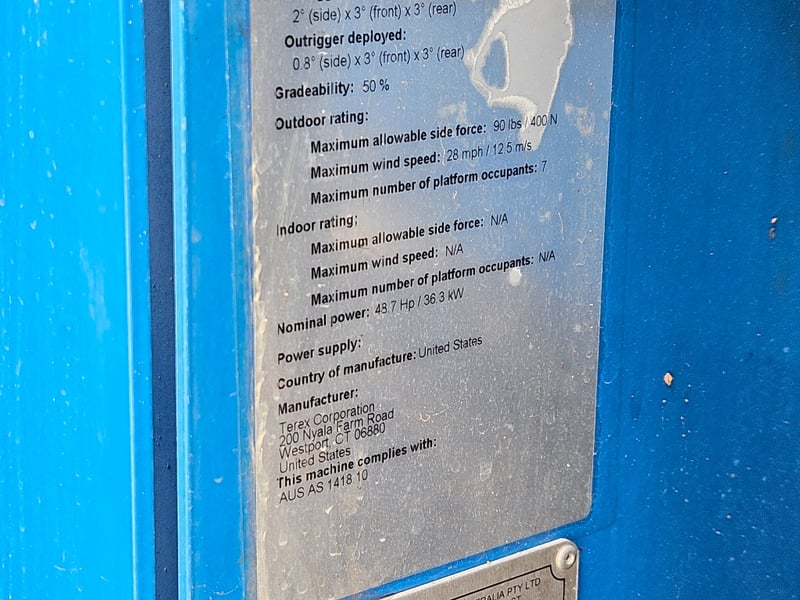 2° (side) x 3° (front) x 3° (rear)
Outrigger deployed:
0.8° (side) x 3° (front) x 3° (rear)
Gradeability: 50 %
Outdoor rating:
Maximum allowable side force: 90 lbs / 400 N
Maximum wind speed: 28 mph / 12.5 m/s
Maximum number of platform occupants: 7
Indoor rating:
Maximum allowable side force: N/A
Maximum wind speed: N/A
Maximum number of platform occupants: N/A
Nominal power: 48.7 Hp / 36.3 kW
Power supply:
Country of manufacture: United States
Manufacturer:
Terex Corporation
200 Nyala Farm Road
Westport, CT 06880
United States
This machine complies with:
AUS AS 1418.10
PTY LTD